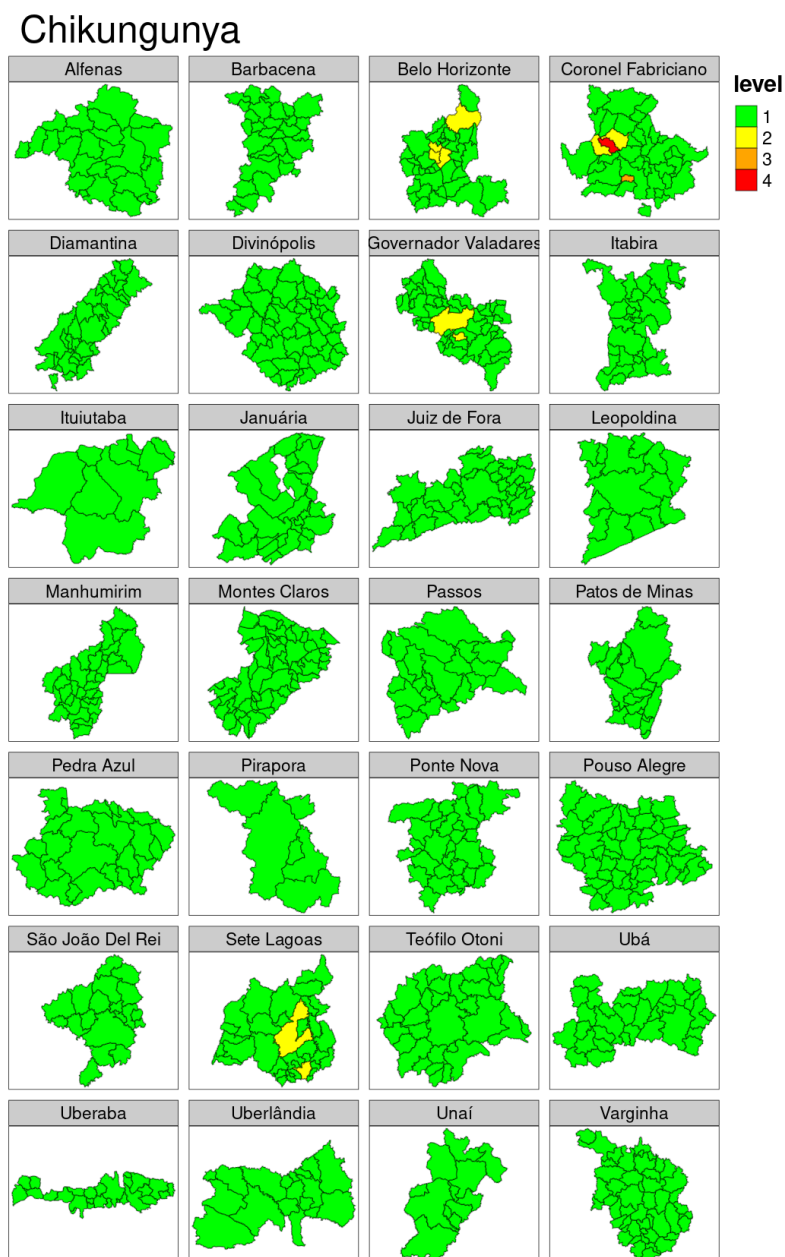 Chikungunya
Alfenas
Barbacena
Belo Horizonte
Coronel Fabriciano
level
1
2
3
4
Diamantina
Divinópolis
Governador Valadares
Itabira
Ituiutaba
Januária
Juiz de Fora
Leopoldina
Manhumirim
Montes Claros
Passos
Patos de Minas
Pedra Azul
Pirapora
Ponte Nova
Pouso Alegre
São João Del Rei
Sete Lagoas
Teófilo Otoni
Ubá
Uberaba
Uberlândia
Unaí
Varginha